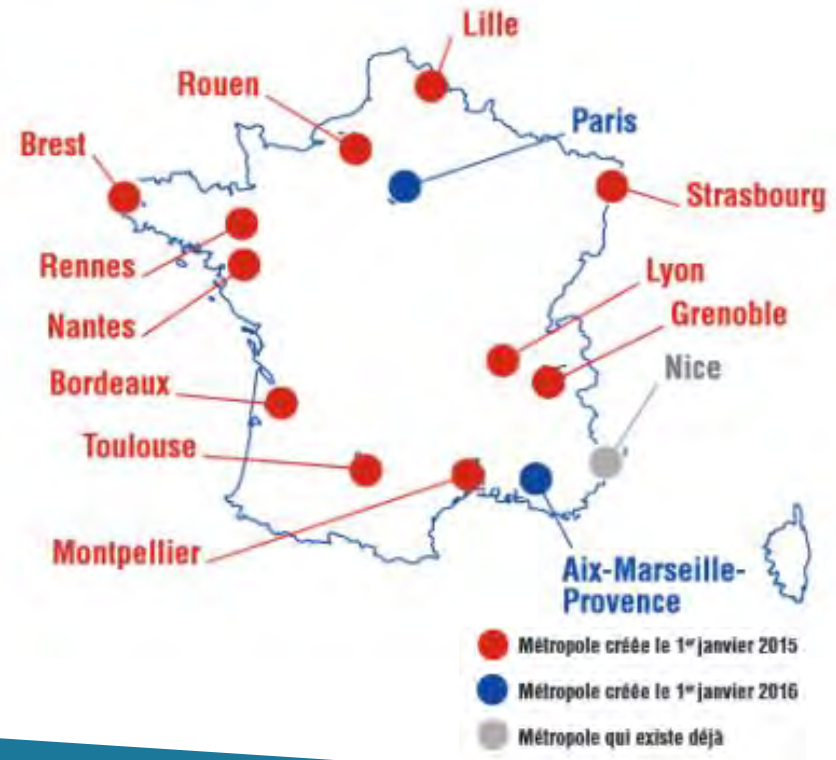 Lille
Rouen
Paris
Brest
Strasbourg
Rennes
Lyon
Grenoble
Nantes
Nice
Bordeaux
Toulouse
Montpellier
Aix-Marseille-
Provence
Métropole créée le 1er janvier 2015
Métropole créée le 1er janvier 2016
Métropole qui existe déjà